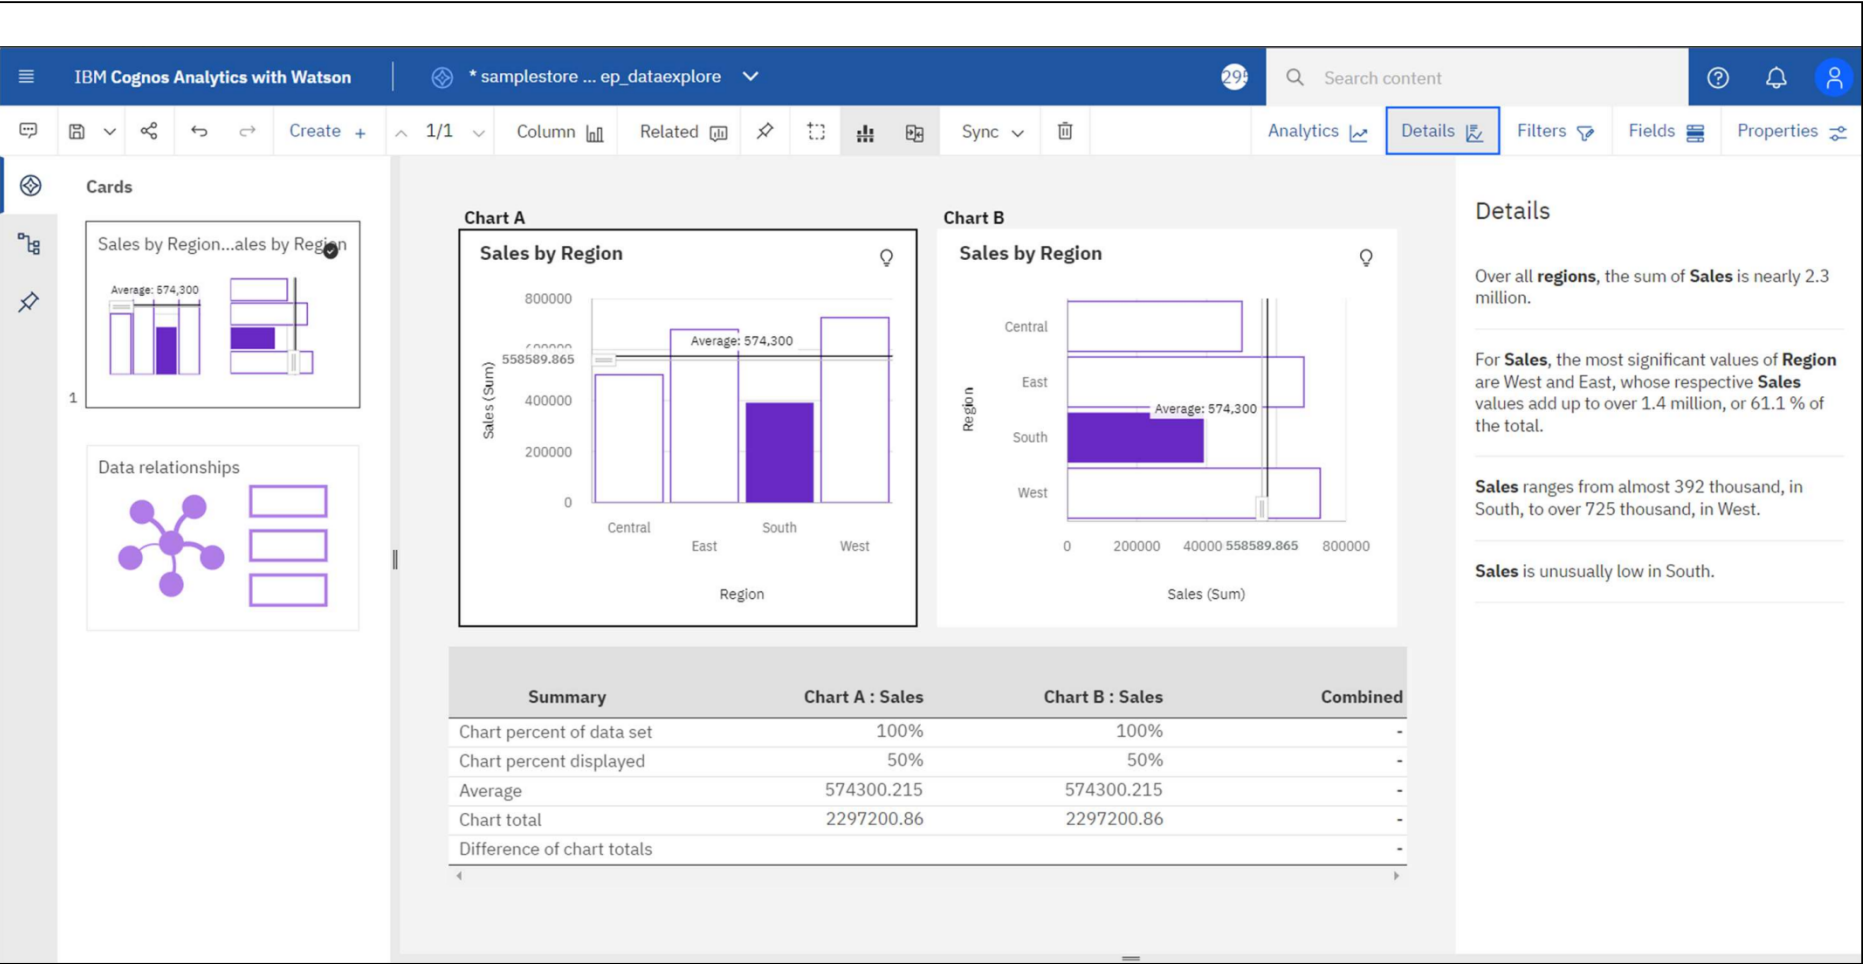 IBM Cognos Analytics with Watson
* samplestore ... ep_dataexplore
Search content
Create +
1/1
Column
Related
Sync
Analytics
Details
Filters
Fields
Properties
Cards
Sales by Region...ales by Region
Average: 574,300
1
Data relationships
Chart A
Sales by Region
800000
558589.865
400000
200000
0
Sales (Sum)
Average: 574,300
Central
East
South
West
Region
Chart B
Sales by Region
Region
Central
East
South
West
Average: 574,300
0 200000 40000 558589.865 800000
Sales (Sum)
Summary Chart A : Sales Chart B : Sales Combined
Chart percent of data set 100% 100% -
Chart percent displayed 50% 50% -
Average 574300.215 574300.215 -
Chart total 2297200.86 2297200.86 -
Difference of chart totals -
Details
Over all regions, the sum of Sales is nearly 2.3
million.
For Sales, the most significant values of Region
are West and East, whose respective Sales
values add up to over 1.4 million, or 61.1 % of
the total.
Sales ranges from almost 392 thousand, in
South, to over 725 thousand, in West.
Sales is unusually low in South.